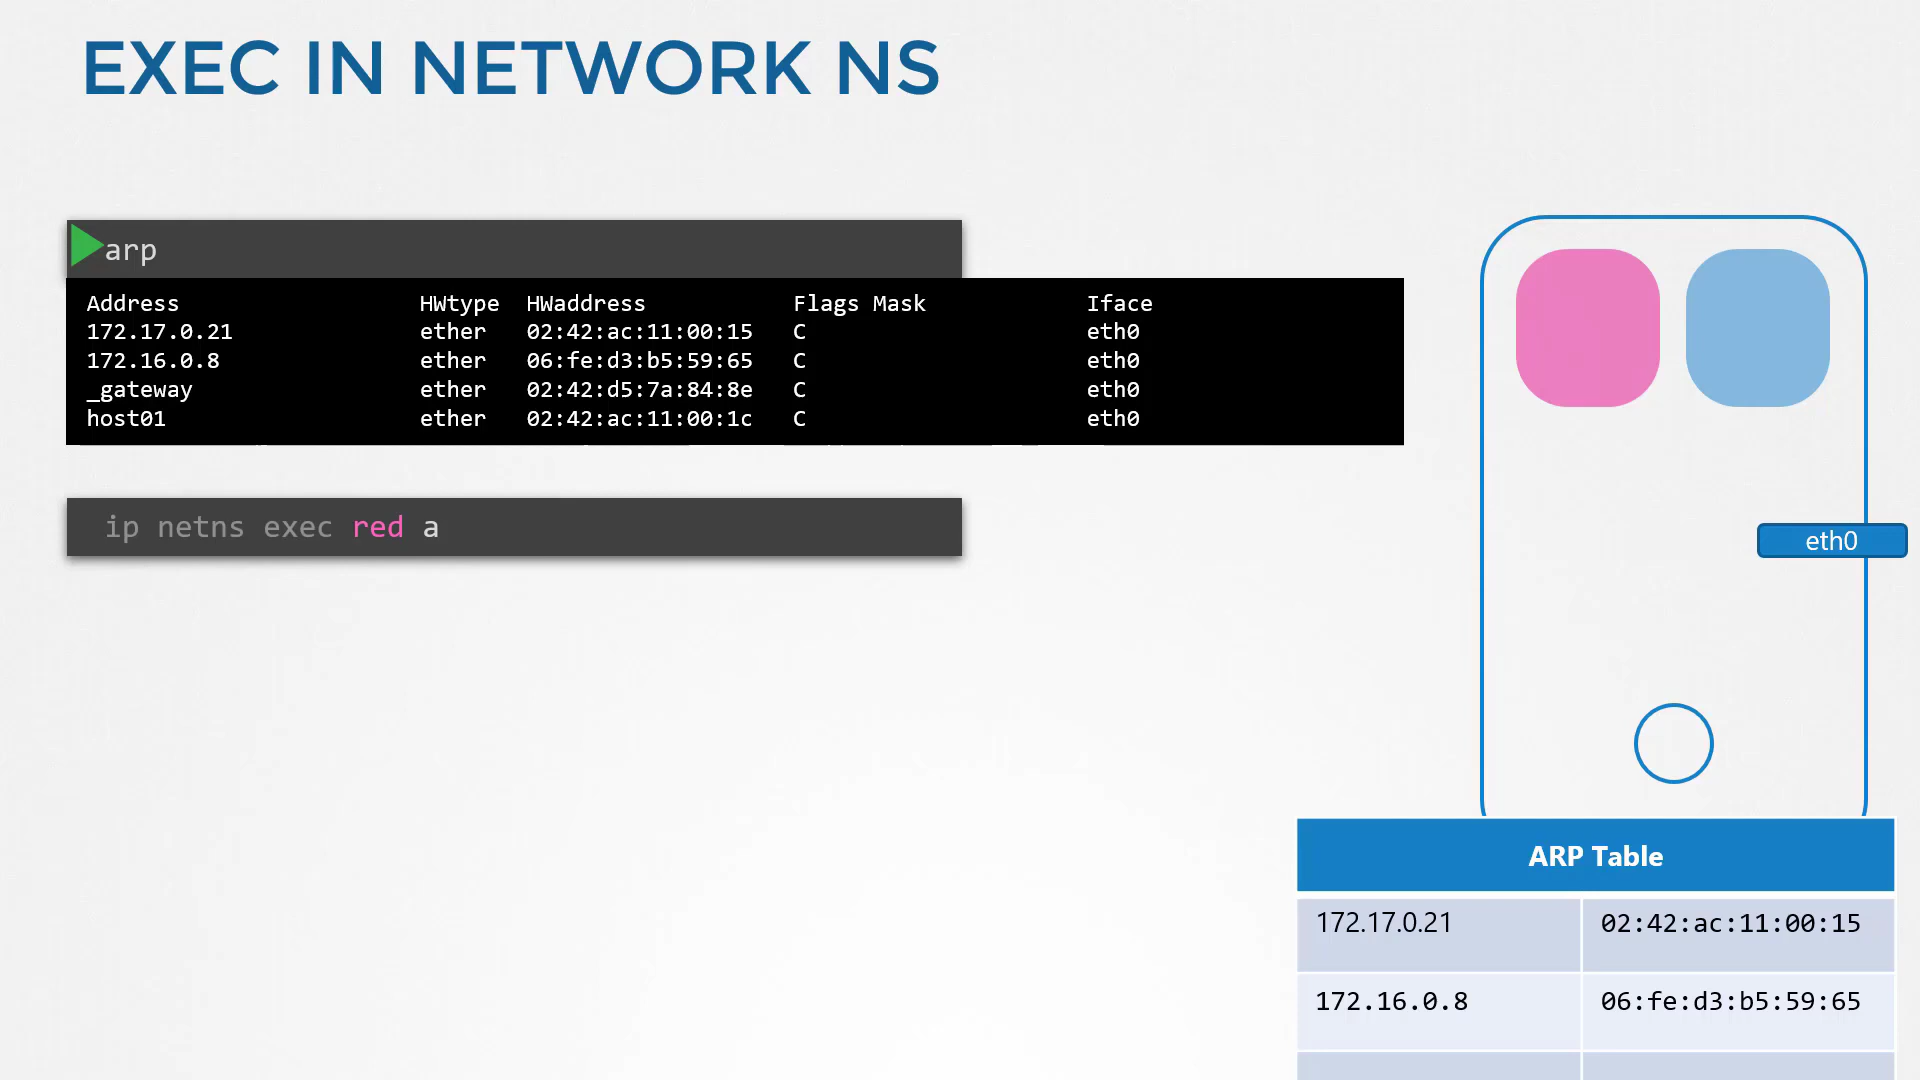 EXEC IN NETWORK NS
arp
Address HWtype HWaddress Flags Mask Iface
172.17.0.21 ether 02:42:ac:11:00:15 C eth0
172.16.0.8 ether 06:fe:d3:b5:59:65 C eth0
_gateway ether 02:42:d5:7a:84:8e C eth0
host01 ether 02:42:ac:11:00:1c C eth0
ip netns exec red a
eth0
ARP Table
172.17.0.21 02:42:ac:11:00:15
172.16.0.8 06:fe:d3:b5:59:65